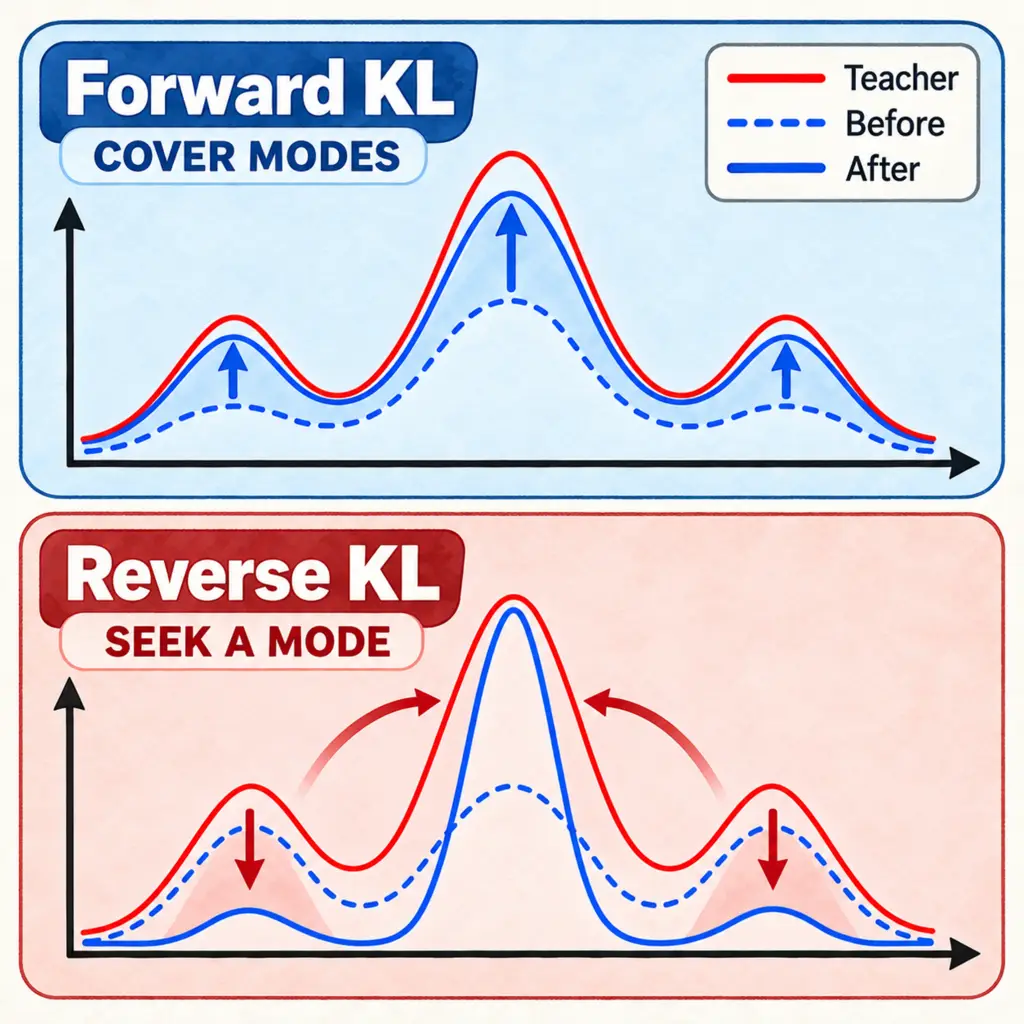 Forward KL
COVER MODES
Teacher
Before
After
Reverse KL
SEEK A MODE